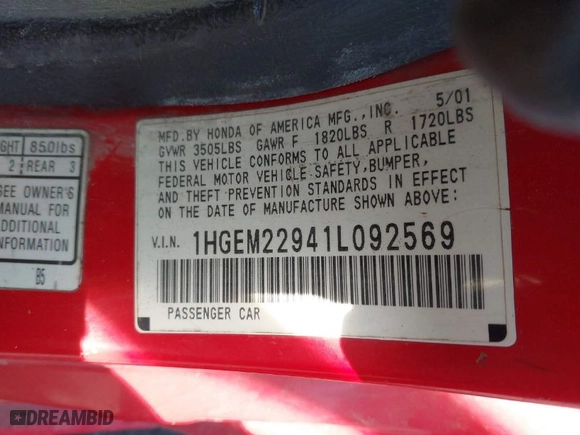 GHT 850lbs
2 REAR 3
SEE OWNER'S
MANUAL FOR
ADDITIONAL
INFORMATION
B5
MFD.BY HONDA OF AMERICA MFG.,INC. 5/01
GVWR 3505LBS GAWR F 1820LBS R 1720LBS
THIS VEHICLE CONFORMS TO ALL APPLICABLE
FEDERAL MOTOR VEHICLE SAFETY,BUMPER,
AND THEFT PREVENTION STANDARDS IN EFFECT
ON THE DATE OF MANUFACTURE SHOWN ABOVE:
V.I.N. 1HGEM22941L092569
PASSENGER CAR
DREAMBID